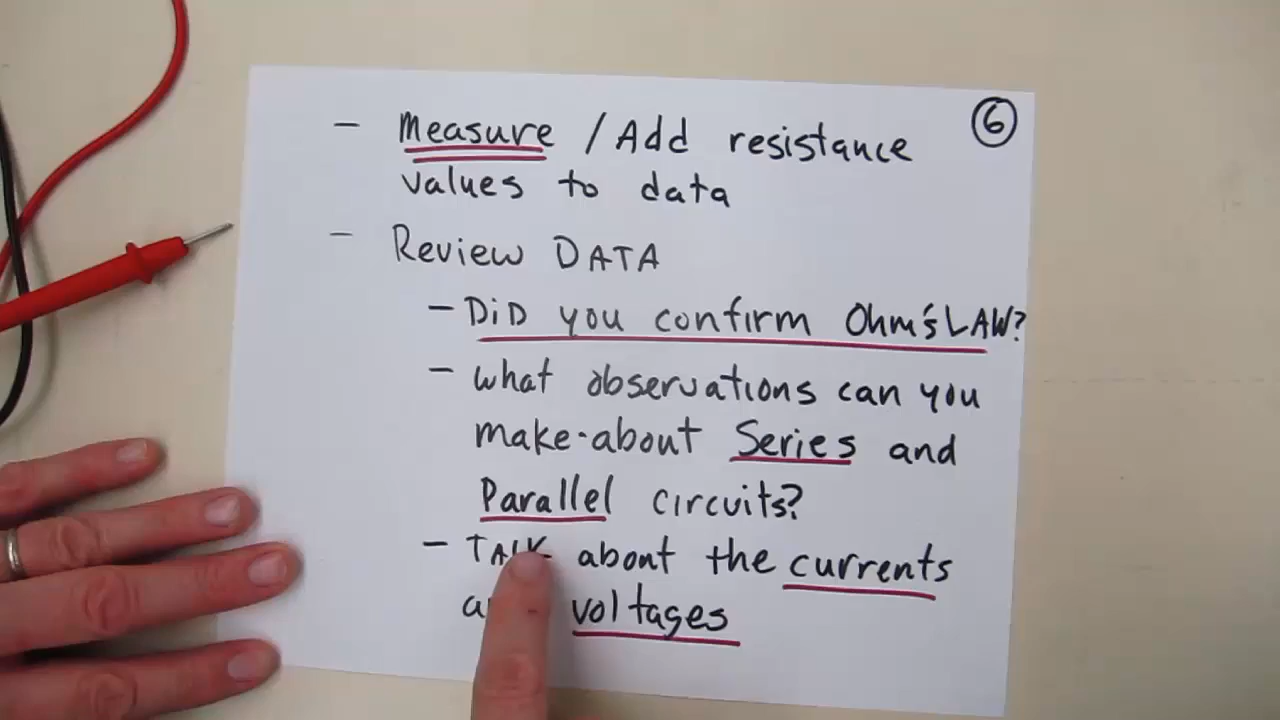 6
- Measure / Add resistance
values to data
- Review DATA
- DiD you confirm Ohm's LAW?
- what observations can you
make-about Series and
Parallel circuits?
- TALK about the currents
voltages